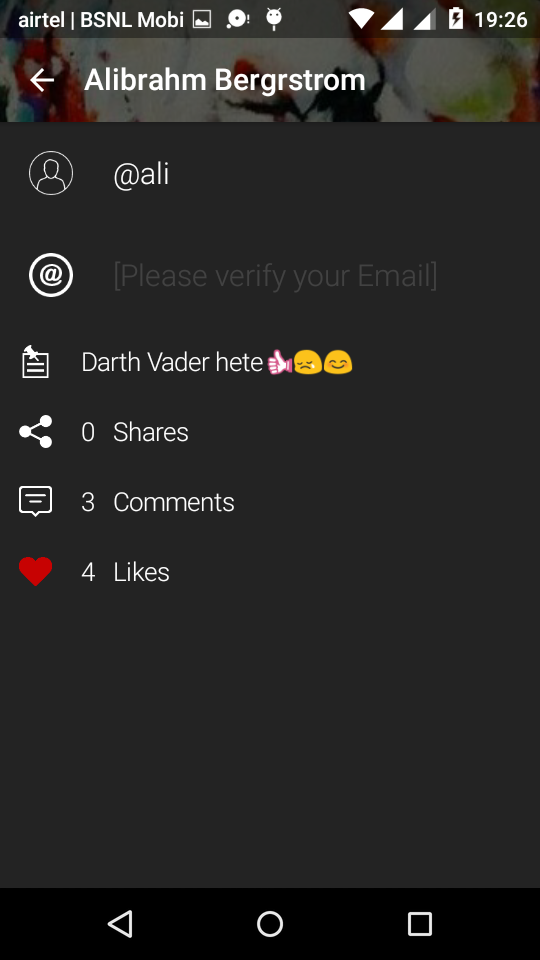 airtel | BSNL Mobi 19:26
Alibrahm Bergrstrom
@ali
[Please verify your Email]
Darth Vader hete👍😢😊
0 Shares
3 Comments
4 Likes